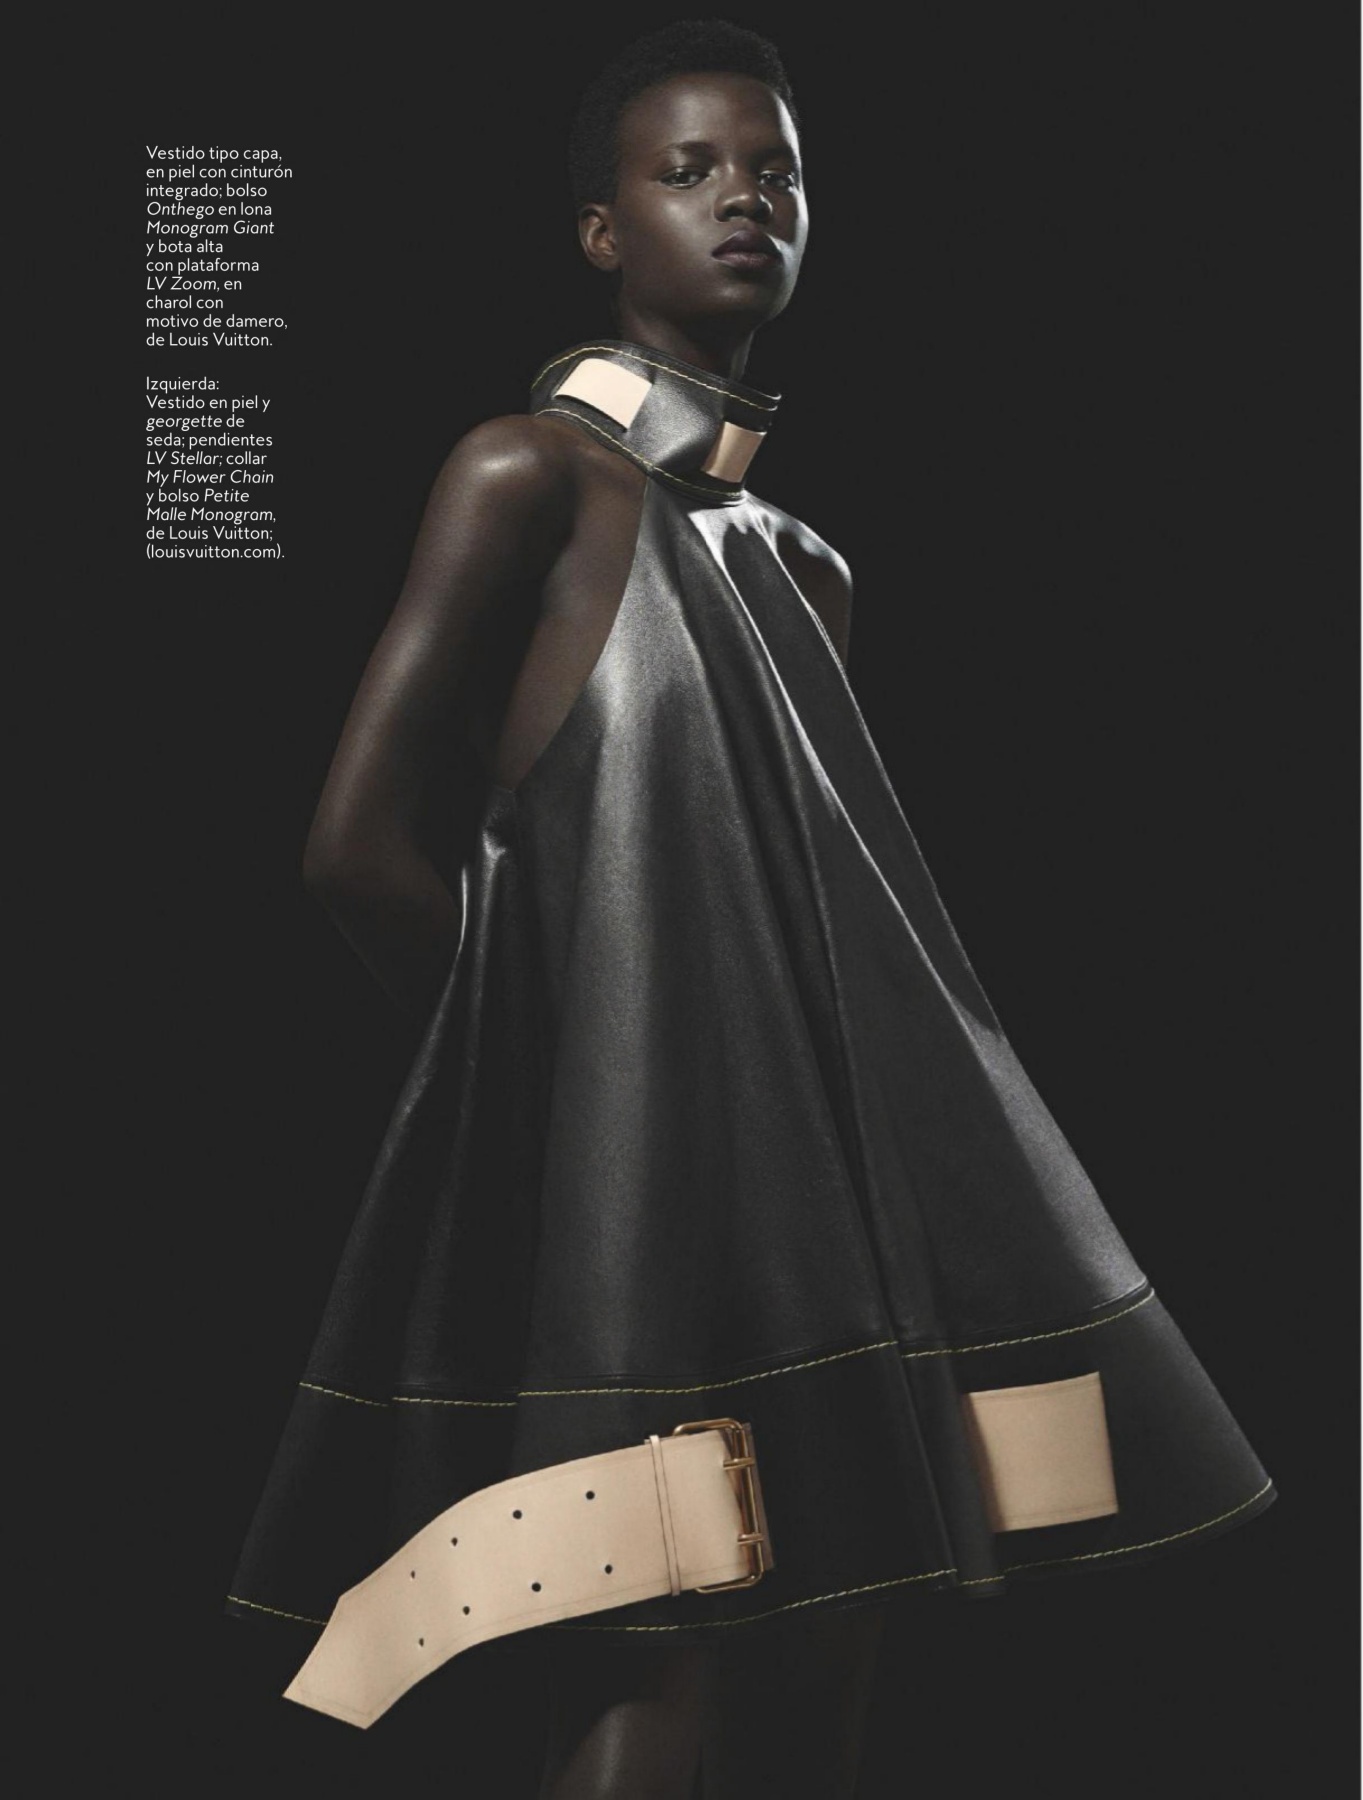 Vestido tipo capa,
en piel con cinturón
integrado; bolso
Onthego en lona
Monogram Giant
y bota alta
con plataforma
LV Zoom, en
charol con
motivo de damero,
de Louis Vuitton.
Izquierda:
Vestido en piel y
georgette de
seda; pendientes
LV Stellar; collar
My Flower Chain
y bolso Petite
Malle Monogram,
de Louis Vuitton;
(louisvuitton.com).